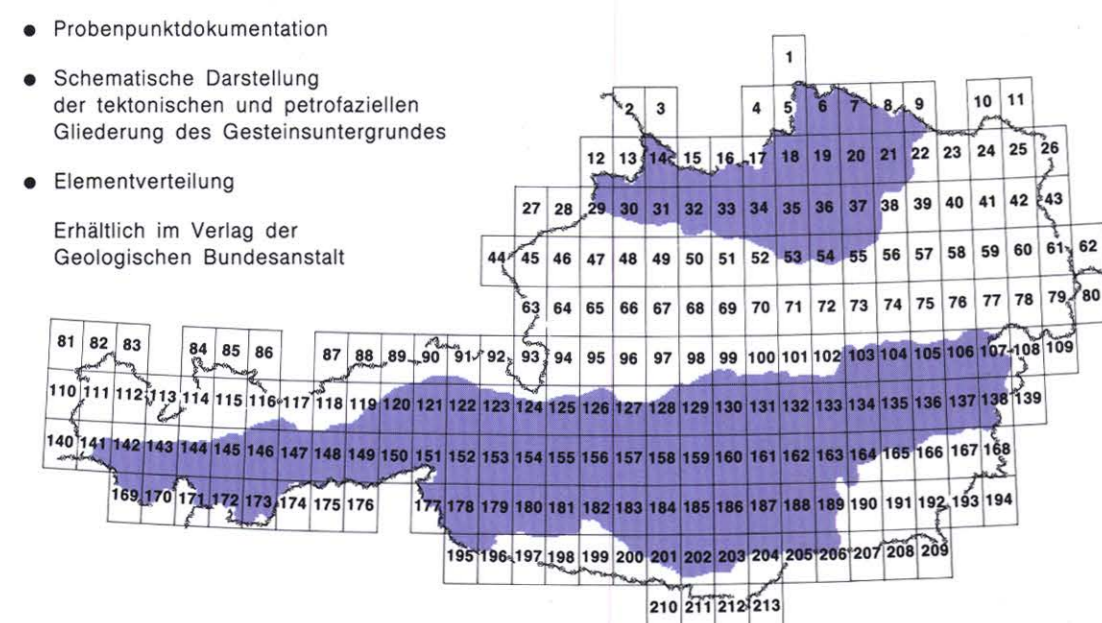 ● Probenpunktdokumentation
● Schematische Darstellung
der tektonischen und petrofaziellen
Gliederung des Gesteinsuntergrundes
● Elementverteilung
Erhältlich im Verlag der
Geologischen Bundesanstalt
1
2 3 4 5 6 7 8 9 10 11
12 13 14 15 16 17 18 19 20 21 22 23 24 25 26
27 28 29 30 31 32 33 34 35 36 37 38 39 40 41 42 43
44 45 46 47 48 49 50 51 52 53 54 55 56 57 58 59 60 61 62
63 64 65 66 67 68 69 70 71 72 73 74 75 76 77 78 79 80
81 82 83 84 85 86 87 88 89 90 91 92 93 94 95 96 97 98 99 100 101 102 103 104 105 106 107 108 109
110 111 112 113 114 115 116 117 118 119 120 121 122 123 124 125 126 127 128 129 130 131 132 133 134 135 136 137 138 139
140 141 142 143 144 145 146 147 148 149 150 151 152 153 154 155 156 157 158 159 160 161 162 163 164 165 166 167 168
169 170 171 172 173 174 175 176 177 178 179 180 181 182 183 184 185 186 187 188 189 190 191 192 193 194
195 196 197 198 199 200 201 202 203 204 205 206 207 208 209
210 211 212 213